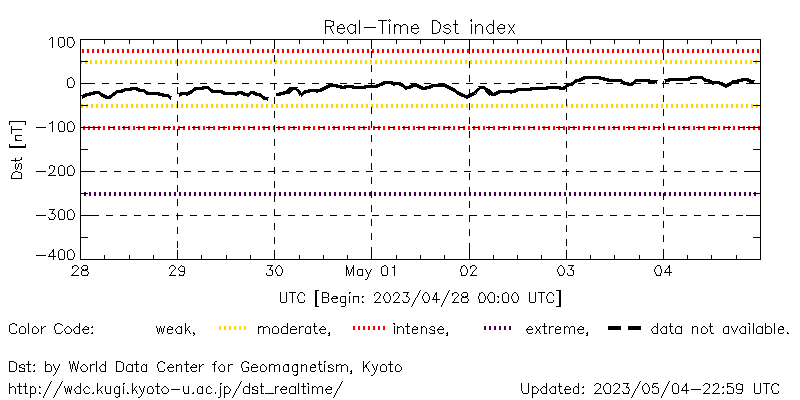 Real-Time Dst index
100
0
-100
-200
-300
-400
Dst [nT]
28 29 30 May 01 02 03 04
UTC [Begin: 2023/04/28 00:00 UTC]
Color Code: weak, moderate, intense, extreme, data not available.
Dst: by World Data Center for Geomagnetism, Kyoto
http://wdc.kugi.kyoto-u.ac.jp/dst_realtime/ Updated: 2023/05/04-22:59 UTC